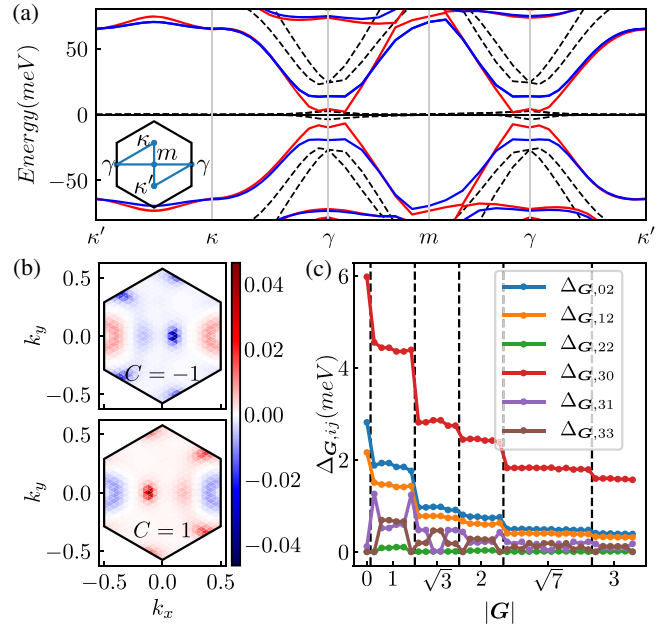 (a)
Energy(meV)
50
0
−50
κ
m
γ
γ
κ′
κ′
κ
γ
m
γ
κ′
(b)
k_y
0.5
0.0
−0.5
C = −1
k_y
0.5
0.0
−0.5
C = 1
−0.5
0.0
0.5
k_x
0.04
0.02
0.00
−0.02
−0.04
(c)
Δ_{G,ij}(meV)
6
4
2
0
Δ_{G,02}
Δ_{G,12}
Δ_{G,22}
Δ_{G,30}
Δ_{G,31}
Δ_{G,33}
0
1
√3
2
√7
3
|G|